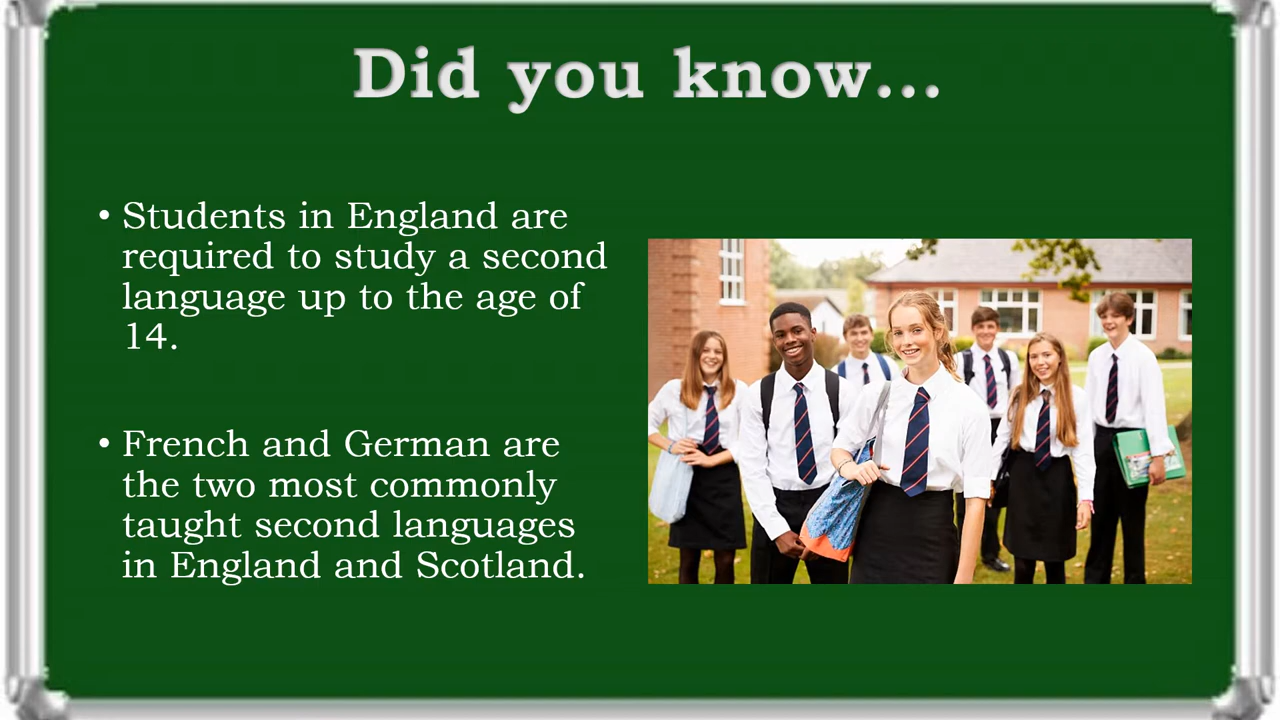 Did you know...
• Students in England are
required to study a second
language up to the age of
14.
• French and German are
the two most commonly
taught second languages
in England and Scotland.